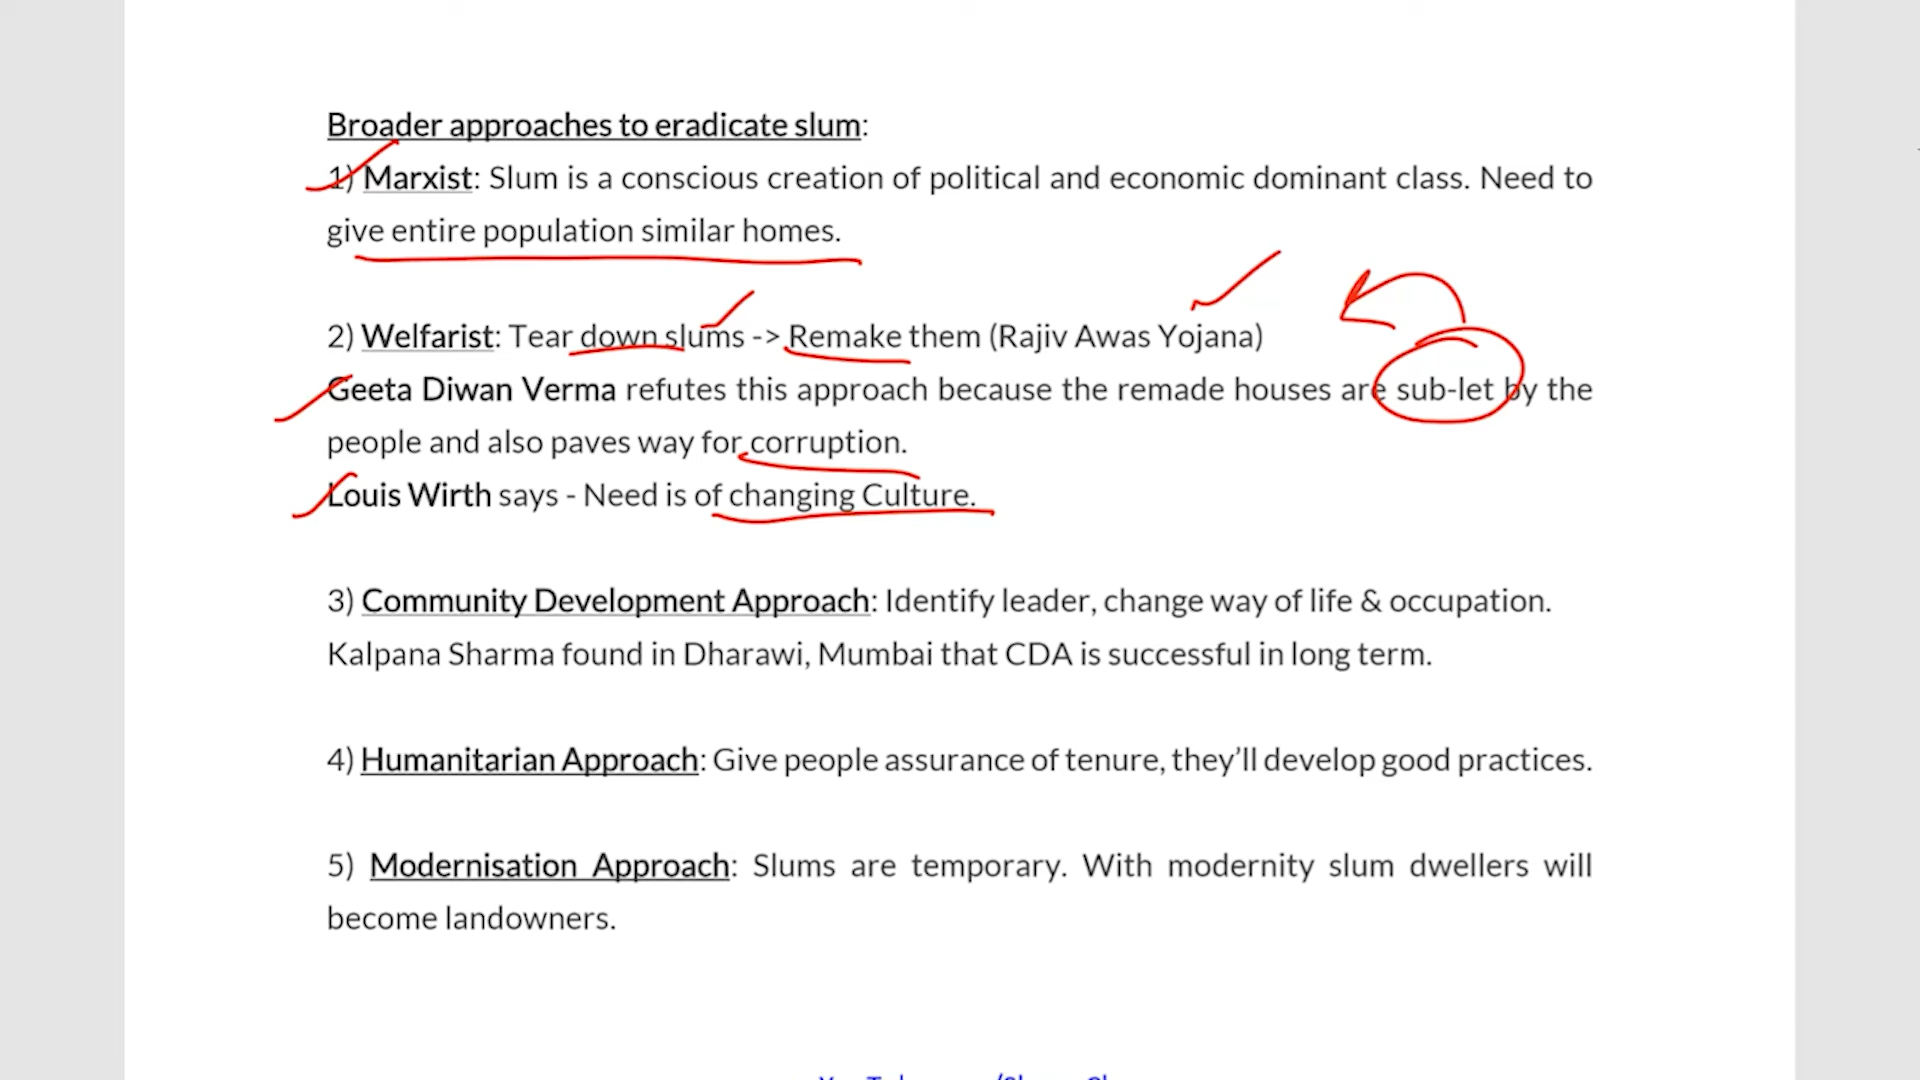 Broader approaches to eradicate slum:
1) Marxist: Slum is a conscious creation of political and economic dominant class. Need to
give entire population similar homes.
2) Welfarist: Tear down slums -> Remake them (Rajiv Awas Yojana)
Geeta Diwan Verma refutes this approach because the remade houses are sub-let by the
people and also paves way for corruption.
Louis Wirth says - Need is of changing Culture.
3) Community Development Approach: Identify leader, change way of life & occupation.
Kalpana Sharma found in Dharawi, Mumbai that CDA is successful in long term.
4) Humanitarian Approach: Give people assurance of tenure, they’ll develop good practices.
5) Modernisation Approach: Slums are temporary. With modernity slum dwellers will
become landowners.